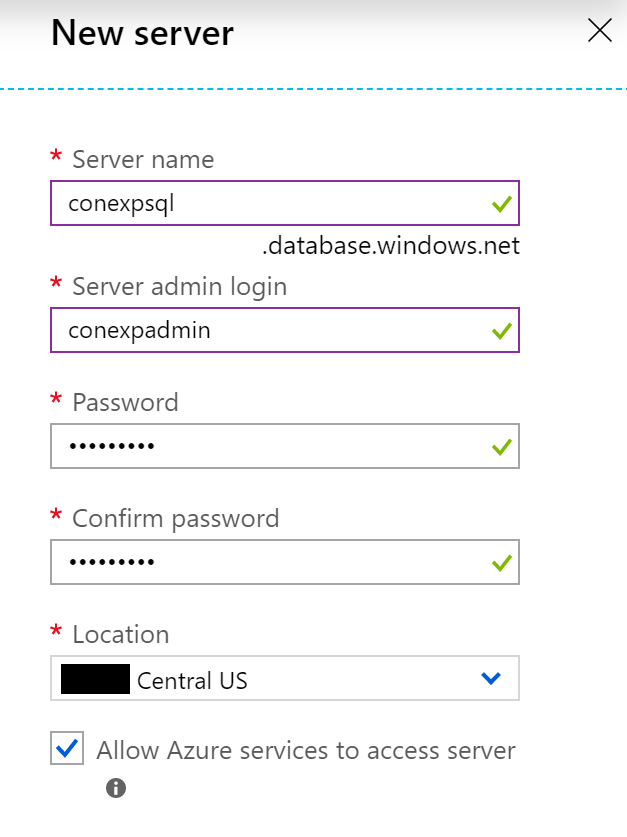 New server
* Server name
conexpsql
.database.windows.net
* Server admin login
conexpadmin
* Password
•••••••••
* Confirm password
•••••••••
* Location
Central US
Allow Azure services to access server